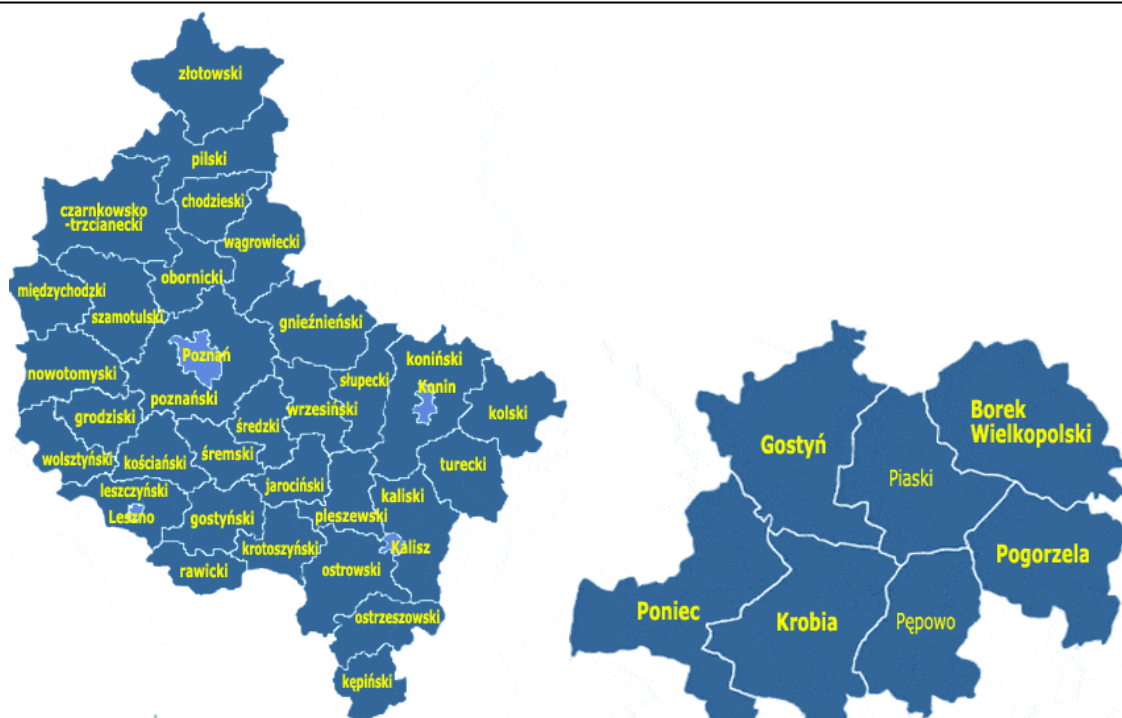 złotowski
pilski
chodzieski
czarnkowsko
-trzcianecki
wągrowiecki
obornicki
międzychodzki
szamotulski
gnieźnieński
Poznań
koniński
nowotomyski
słupecki
Konin
poznański
wrzesiński
kolski
grodziski
średzki
wolsztyński
kościański
śremski
turecki
leszczyński
jarociński
kaliski
Leszno
gostyński
pleszewski
krotoszyński
Kalisz
rawicki
ostrowski
ostrzeszowski
kępiński
Gostyń
Borek
Wielkopolski
Piaski
Pogorzela
Poniec
Krobia
Pępowo